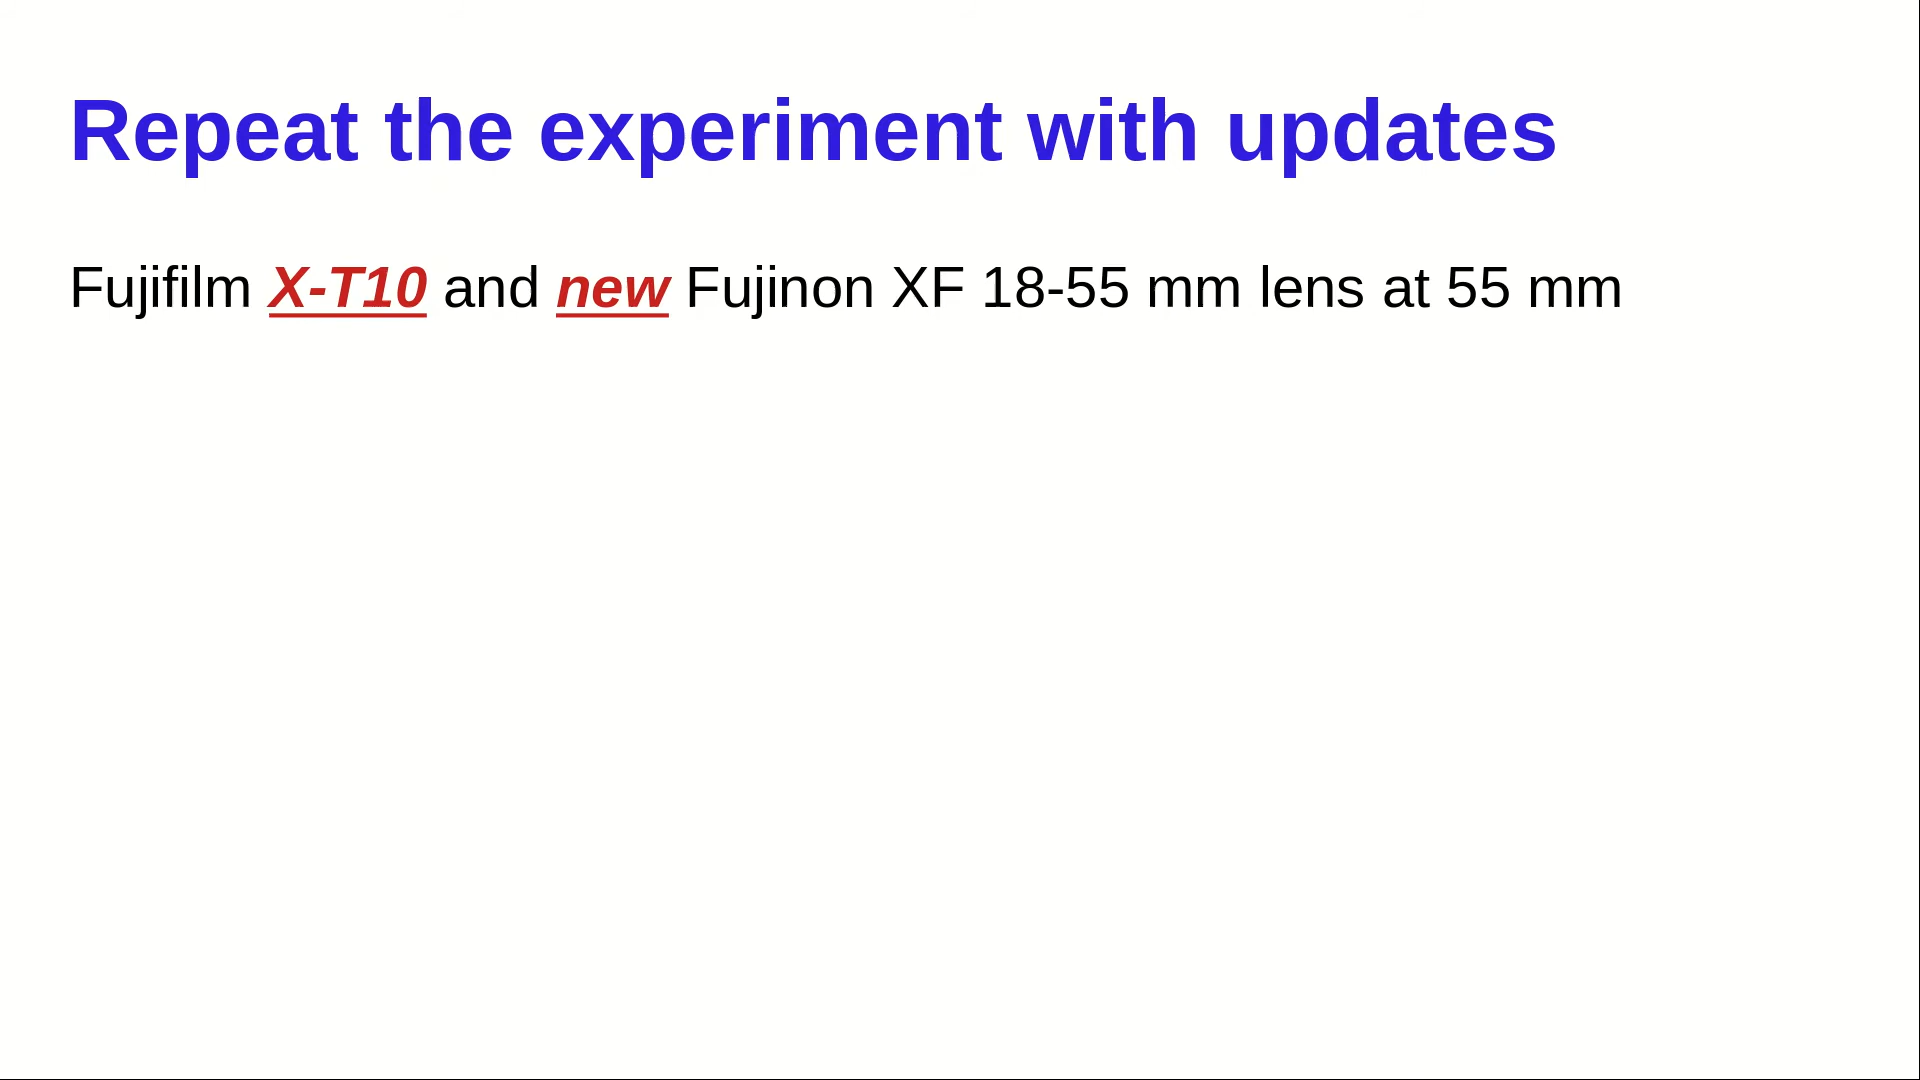 Repeat the experiment with updates
Fujifilm X-T10 and new Fujinon XF 18-55 mm lens at 55 mm